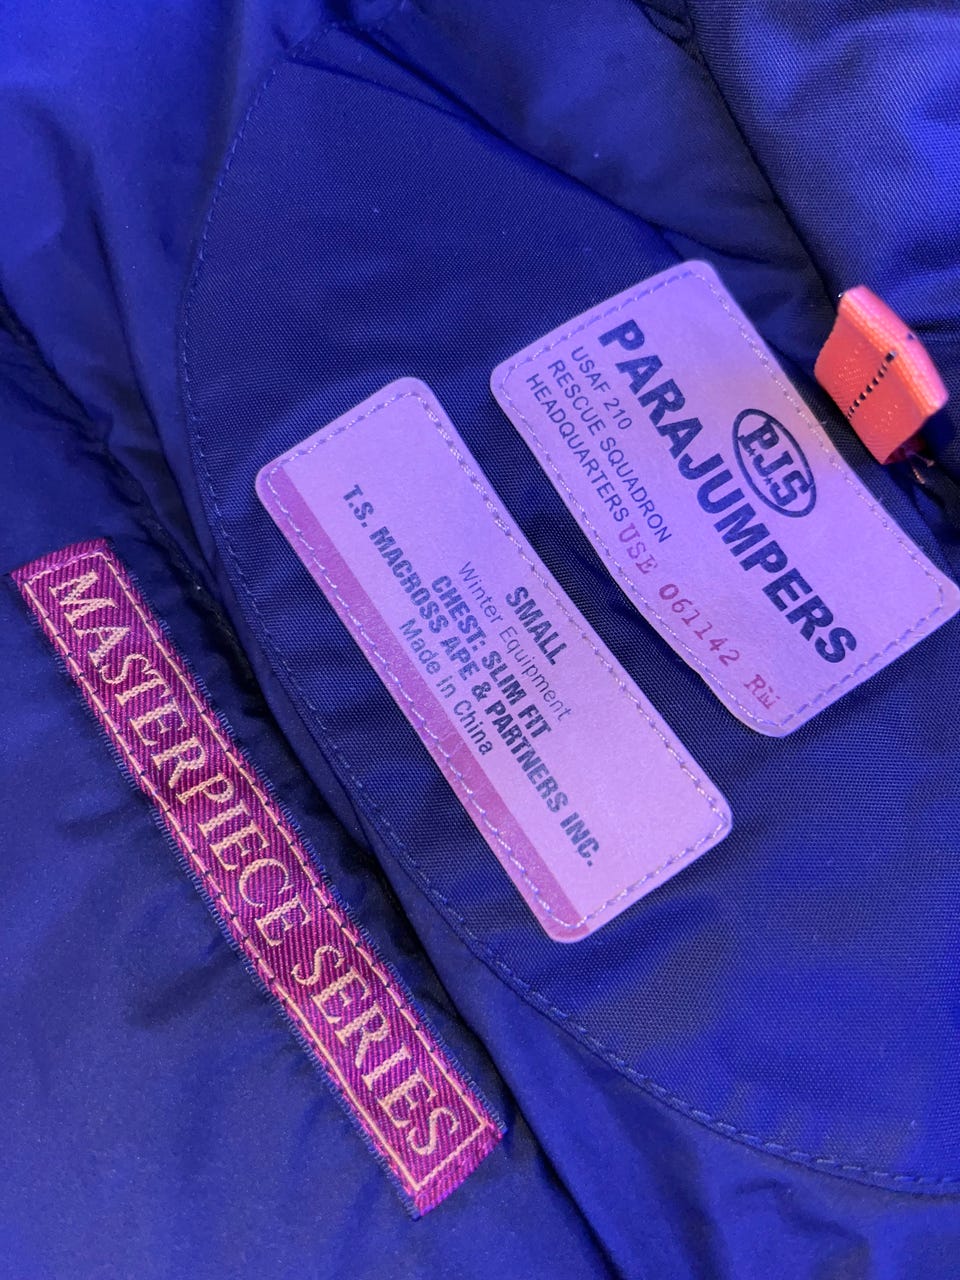 P.J.S
PARAJUMPERS
USAF 210
RESCUE SQUADRON
HEADQUARTERS USE 061142
SMALL
Winter Equipment
CHEST: SLIM FIT
T.S. MACROSS APE & PARTNERS INC.
Made in China
MASTERPIECE SERIES